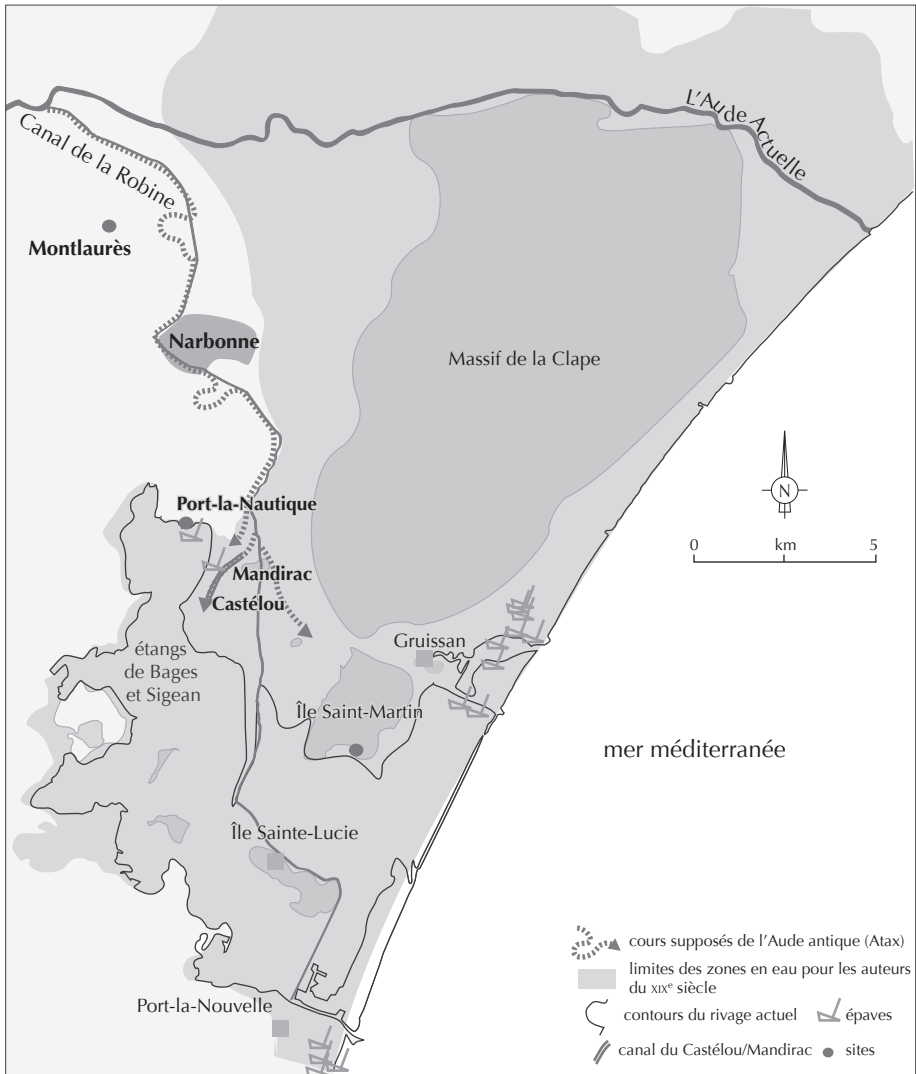 L'Aude Actuelle
Canal de la Robine
Montlaurès
Narbonne
Massif de la Clape
N
Port-la-Nautique
0 km 5
Mandirac
Castélou
Gruissan
étangs
de Bages
et Sigean
Île Saint-Martin
mer méditerranée
Île Sainte-Lucie
Port-la-Nouvelle
cours supposés de l'Aude antique (Atax)
limites des zones en eau pour les auteurs
du XIXe siècle
contours du rivage actuel
épaves
canal du Castélou/Mandirac
sites